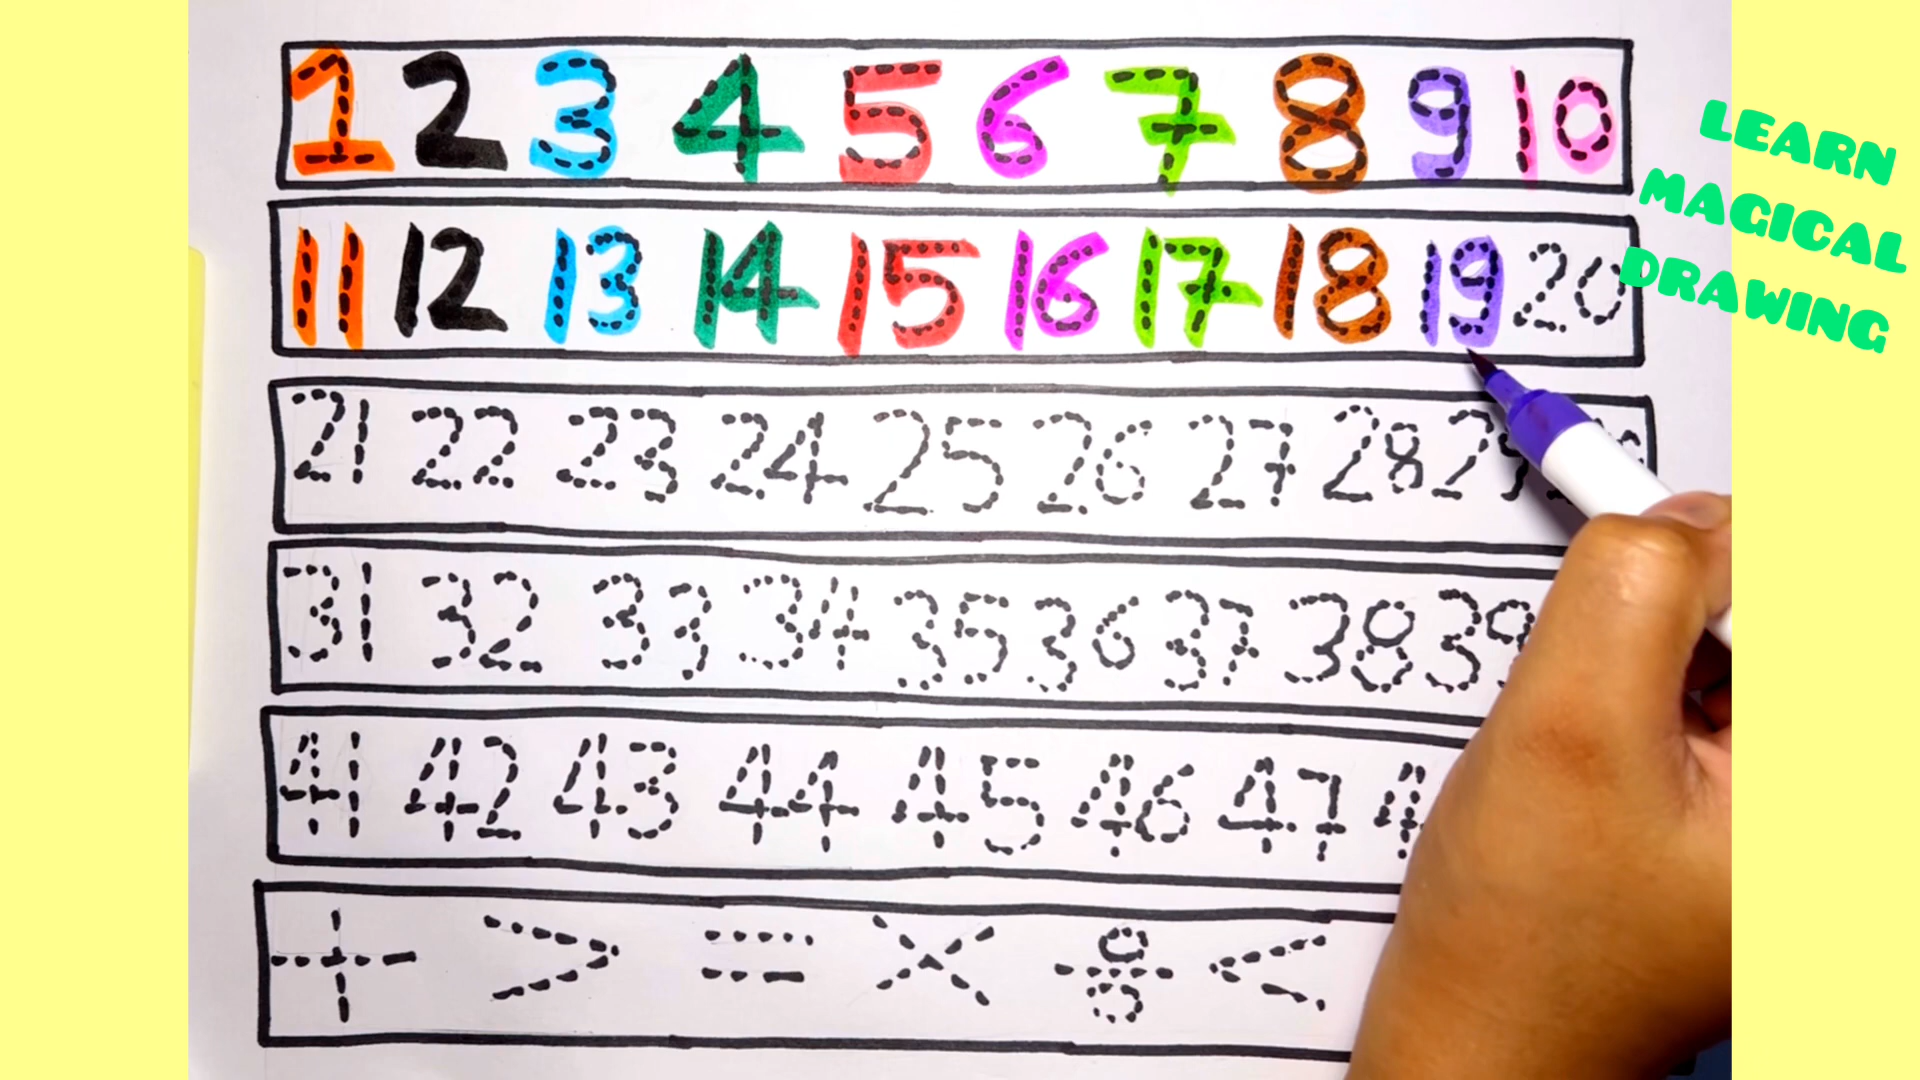 1 2 3 4 5 6 7 8 9 10
11 12 13 14 15 16 17 18 19 20
21 22 23 24 25 26 27 28 29
31 32 33 34 35 36 37 38 39
41 42 43 44 45 46 47
+ > = × ÷ <
LEARN
MAGICAL
DRAWING